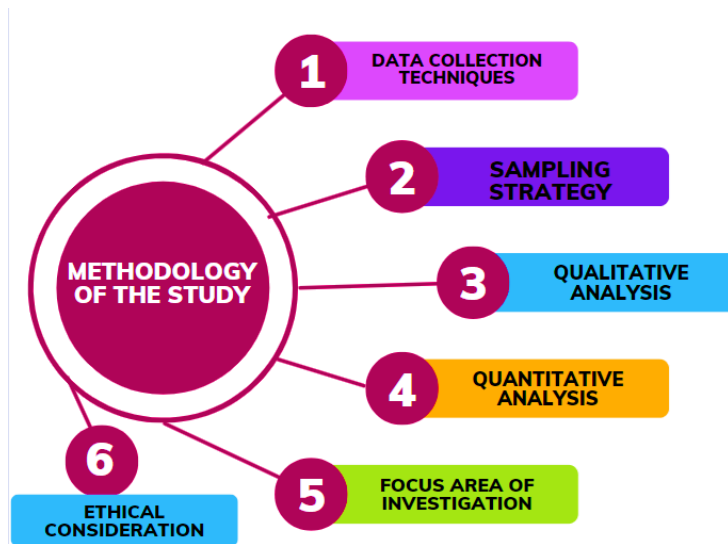 METHODOLOGY
OF THE STUDY
1
DATA COLLECTION
TECHNIQUES
2
SAMPLING
STRATEGY
3
QUALITATIVE
ANALYSIS
4
QUANTITATIVE
ANALYSIS
5
FOCUS AREA OF
INVESTIGATION
6
ETHICAL
CONSIDERATION